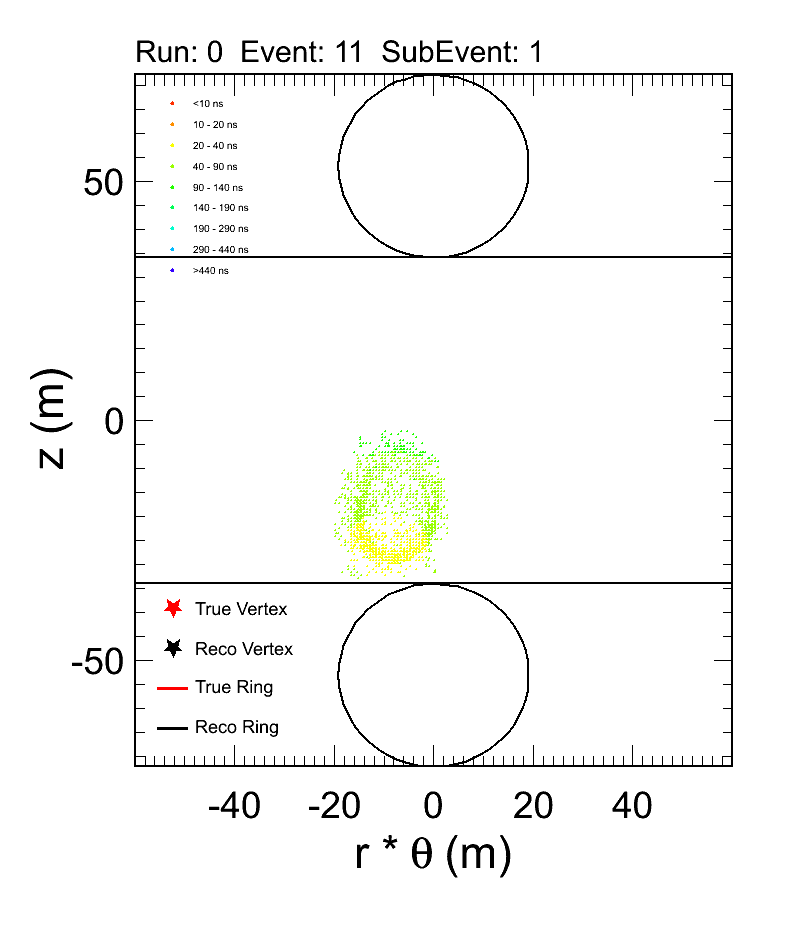 Run: 0  Event: 11  SubEvent: 1
<10 ns
10 - 20 ns
20 - 40 ns
40 - 90 ns
90 - 140 ns
140 - 190 ns
190 - 290 ns
290 - 440 ns
>440 ns
50
0
-50
z (m)
True Vertex
Reco Vertex
True Ring
Reco Ring
-40 -20 0 20 40
r * θ (m)